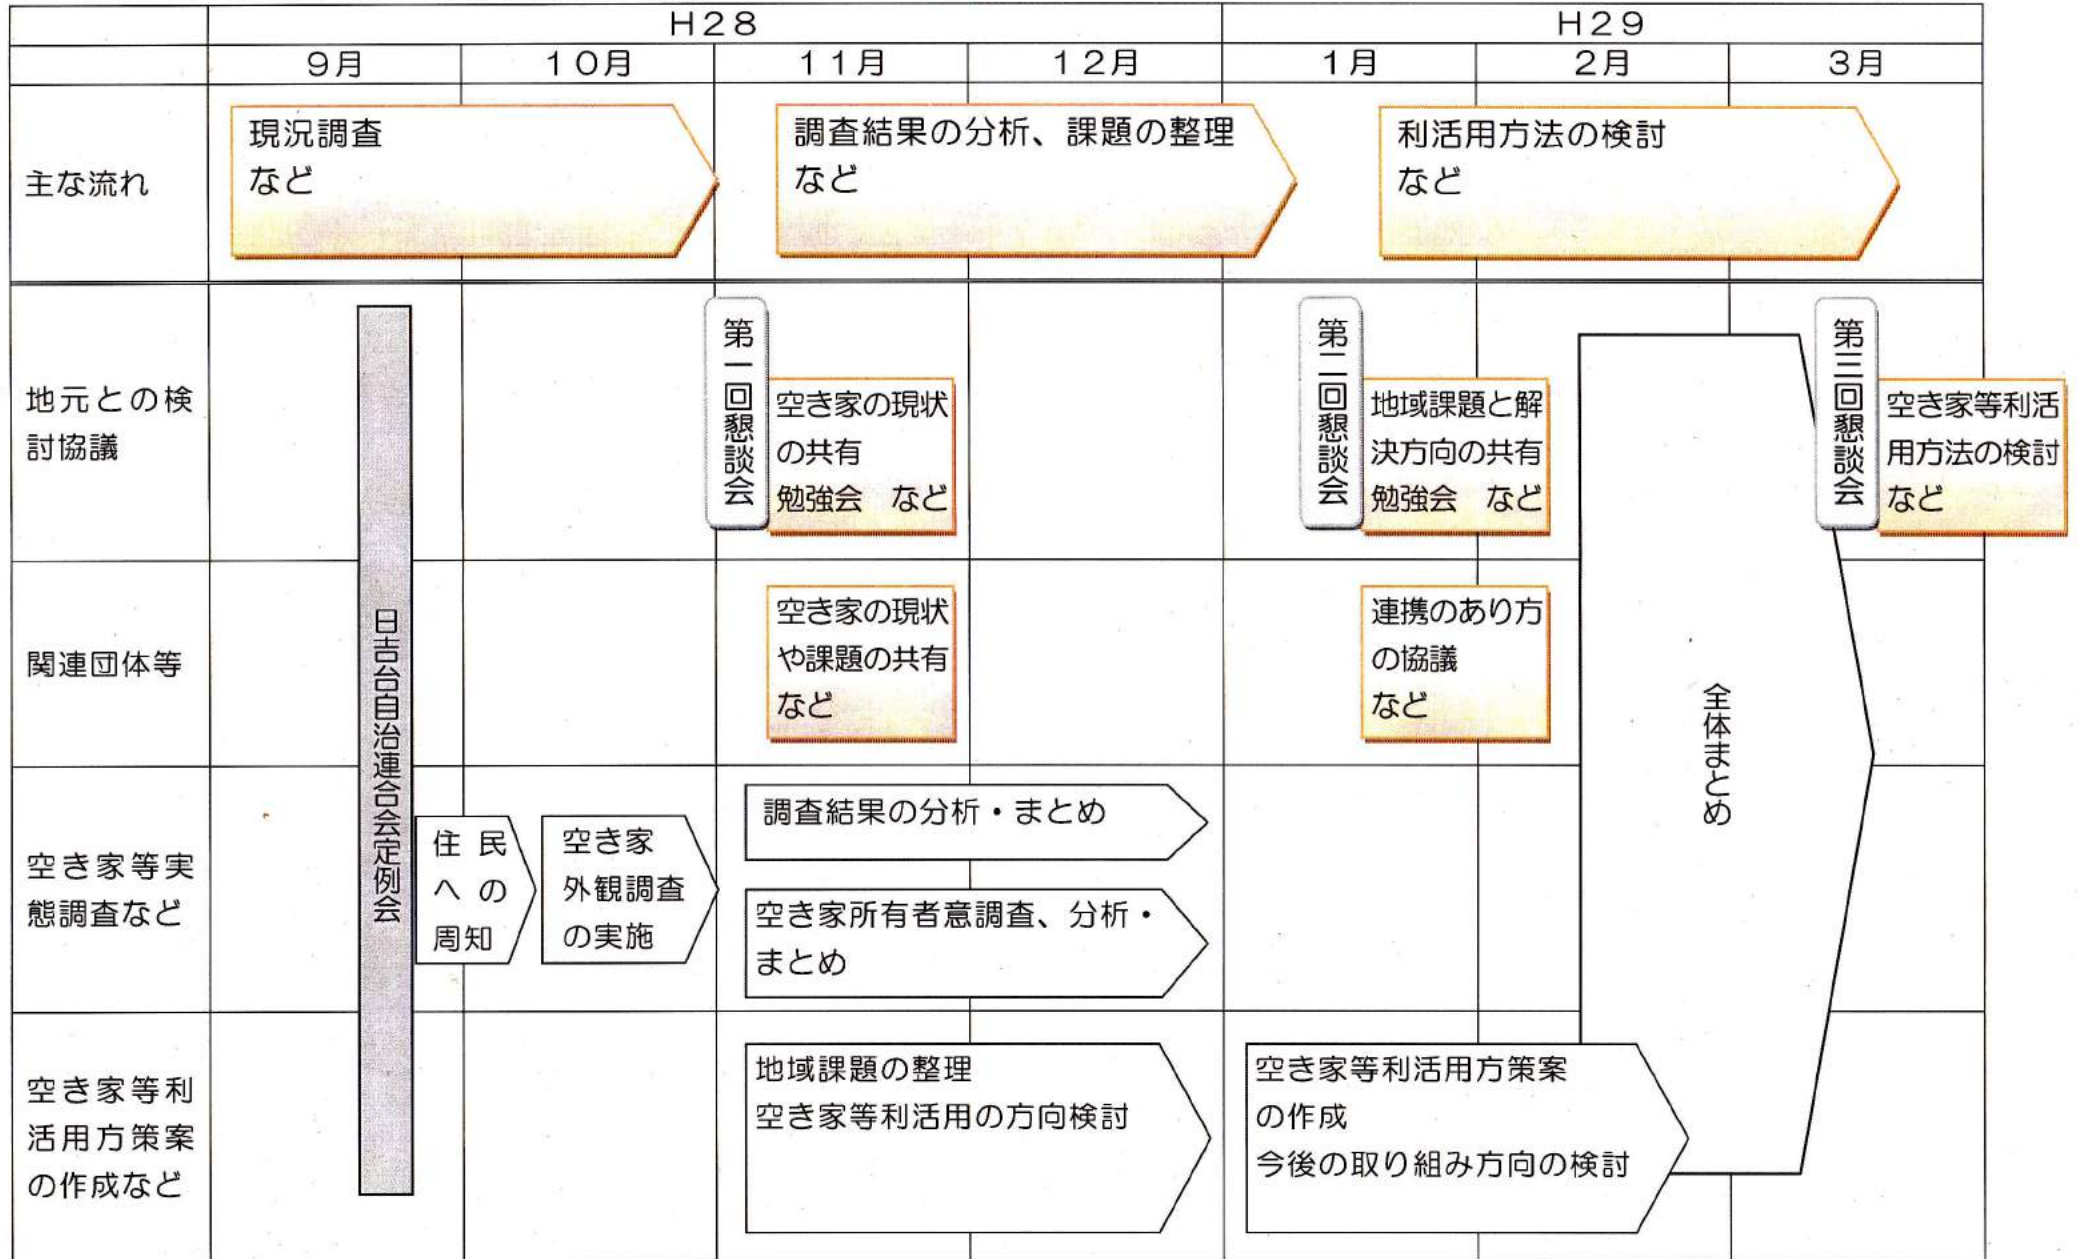 H28
H29
9月
10月
11月
12月
1月
2月
3月
主な流れ
現況調査
など
調査結果の分析、課題の整理
など
利活用方法の検討
など
地元との検
討協議
第一回懇談会
空き家の現状
の共有
勉強会 など
第二回懇談会
地域課題と解
決方向の共有
勉強会 など
第三回懇談会
空き家等利活
用方法の検討
など
日吉台自治連合会定例会
関連団体等
空き家の現状
や課題の共有
など
連携のあり方
の協議
など
全体まとめ
空き家等実
態調査など
住民
への
周知
空き家
外観調査
の実施
調査結果の分析・まとめ
空き家所有者意調査、分析・
まとめ
空き家等利
活用方策案
の作成など
地域課題の整理
空き家等利活用の方向検討
空き家等利活用方策案
の作成
今後の取り組み方向の検討